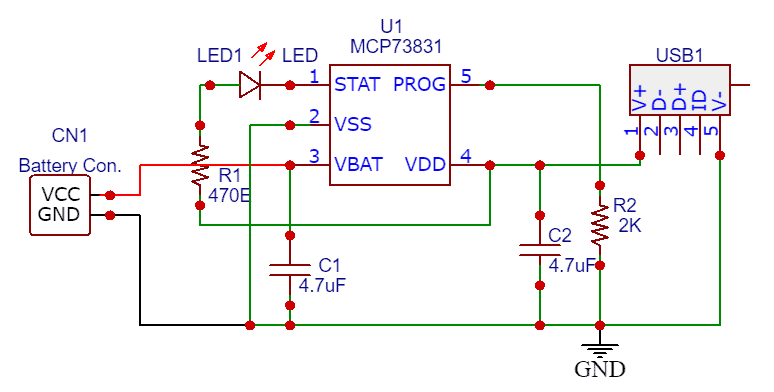 U1
MCP73831
LED1 LED
USB1
1 STAT PROG 5
2 VSS
3 VBAT VDD 4
V+ D- D+ ID V-
1 2 3 4 5
CN1
Battery Con.
VCC
GND
R1
470E
R2
2K
C1
4.7uF
C2
4.7uF
GND